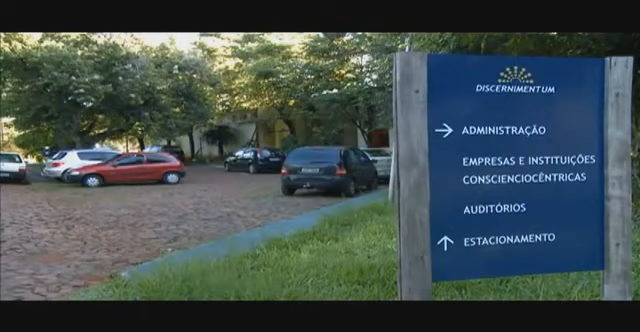 DISCERNIMENTUM
→ ADMINISTRAÇÃO
EMPRESAS E INSTITUIÇÕES
CONSCIENCIOCÊNTRICAS
AUDITÓRIOS
↑ ESTACIONAMENTO